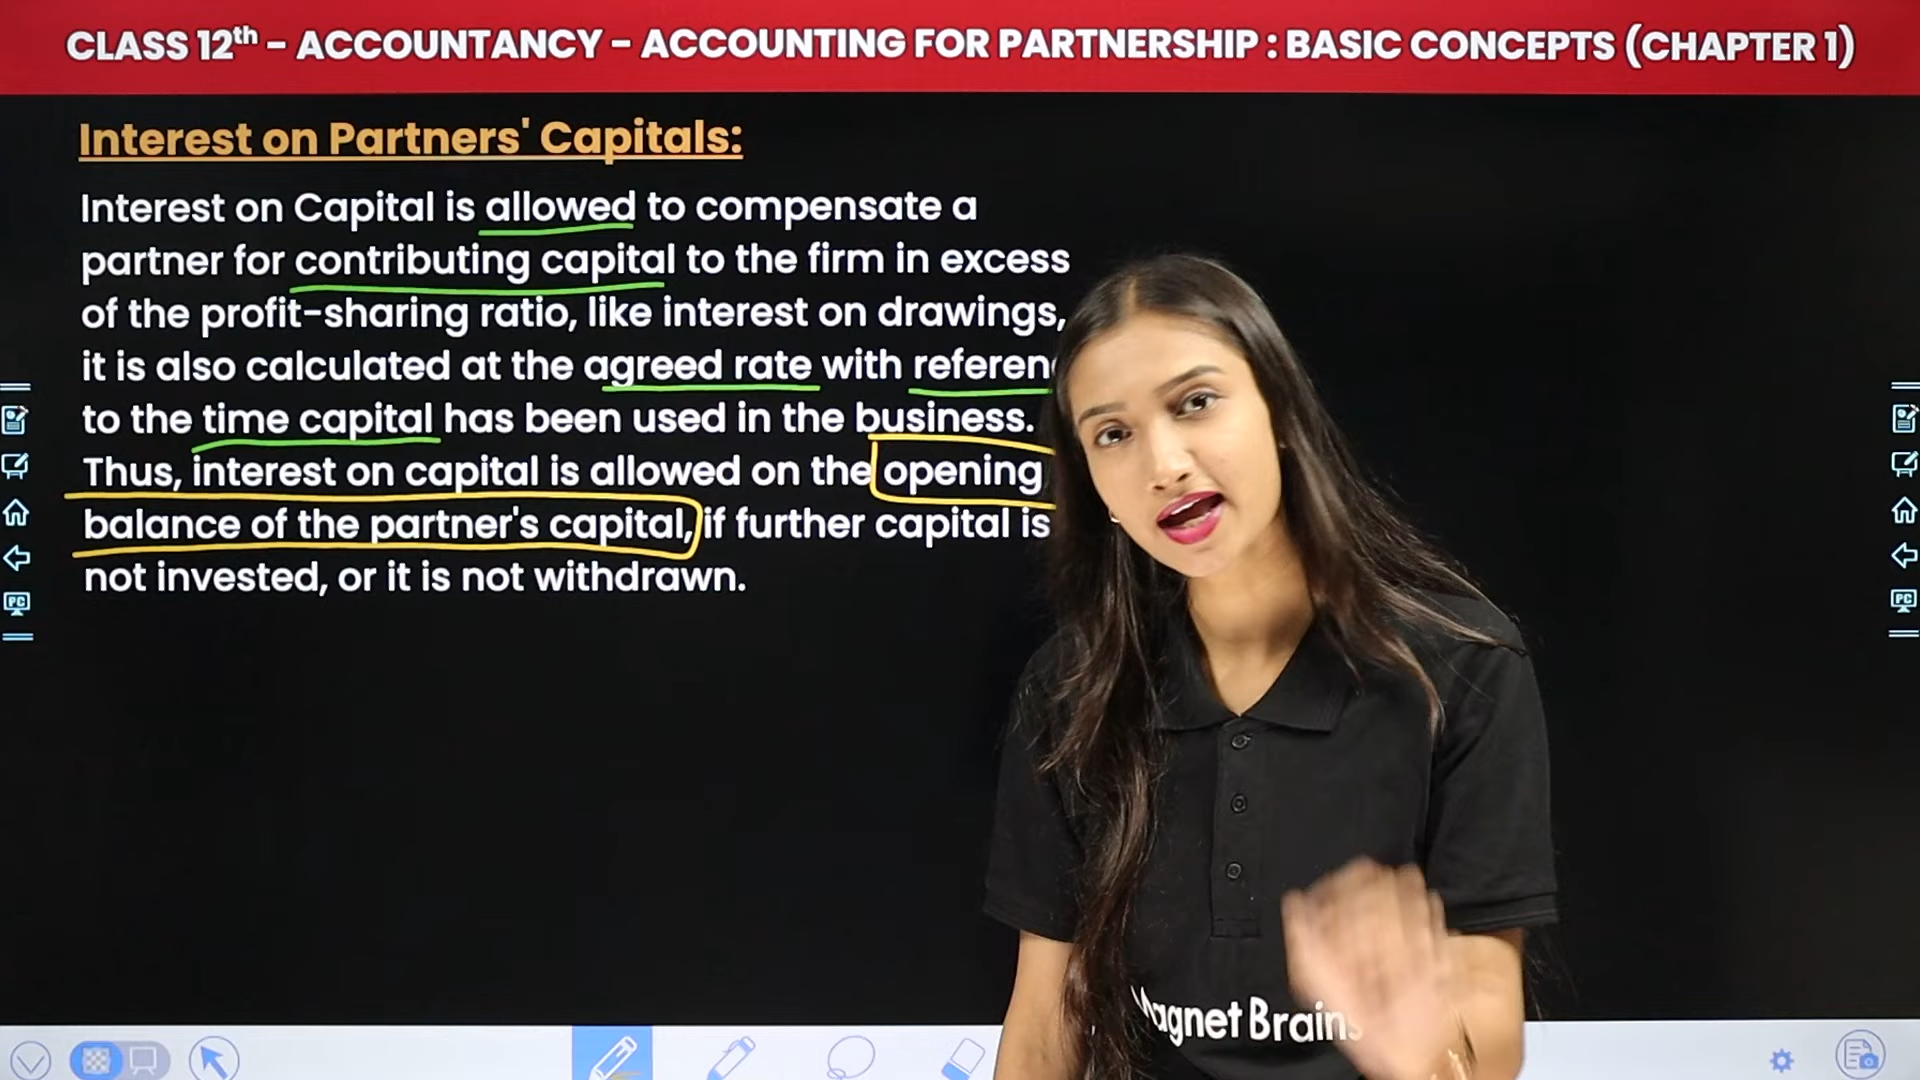 CLASS 12th - ACCOUNTANCY - ACCOUNTING FOR PARTNERSHIP : BASIC CONCEPTS (CHAPTER 1)
Interest on Partners' Capitals:
Interest on Capital is allowed to compensate a
partner for contributing capital to the firm in excess
of the profit-sharing ratio, like interest on drawings,
it is also calculated at the agreed rate with
to the time capital has been used in the business.
Thus, interest on capital is allowed on the opening
balance of the partner's capital, if further capital is
not invested, or it is not withdrawn.
PC
PC
Magnet Brains